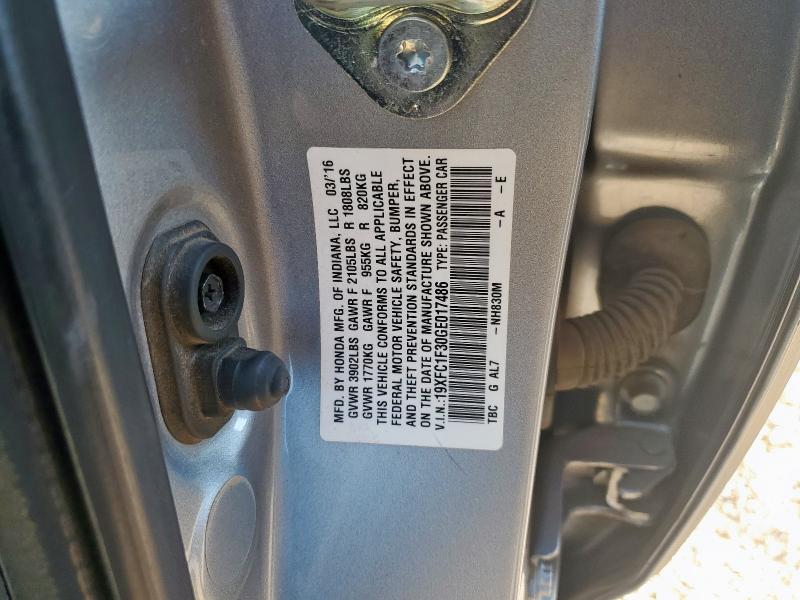 MFD. BY HONDA MFG. OF INDIANA, LLC 03/'16
GVWR 3902LBS GAWR F 2105LBS R 1808LBS
GVWR 1770KG GAWR F 955KG R 820KG
THIS VEHICLE CONFORMS TO ALL APPLICABLE
FEDERAL MOTOR VEHICLE SAFETY, BUMPER,
AND THEFT PREVENTION STANDARDS IN EFFECT
ON THE DATE OF MANUFACTURE SHOWN ABOVE.
V.I.N.:19XFC1F30GE017486 TYPE: PASSENGER CAR
TBC G AL7 –NH830M –A –E